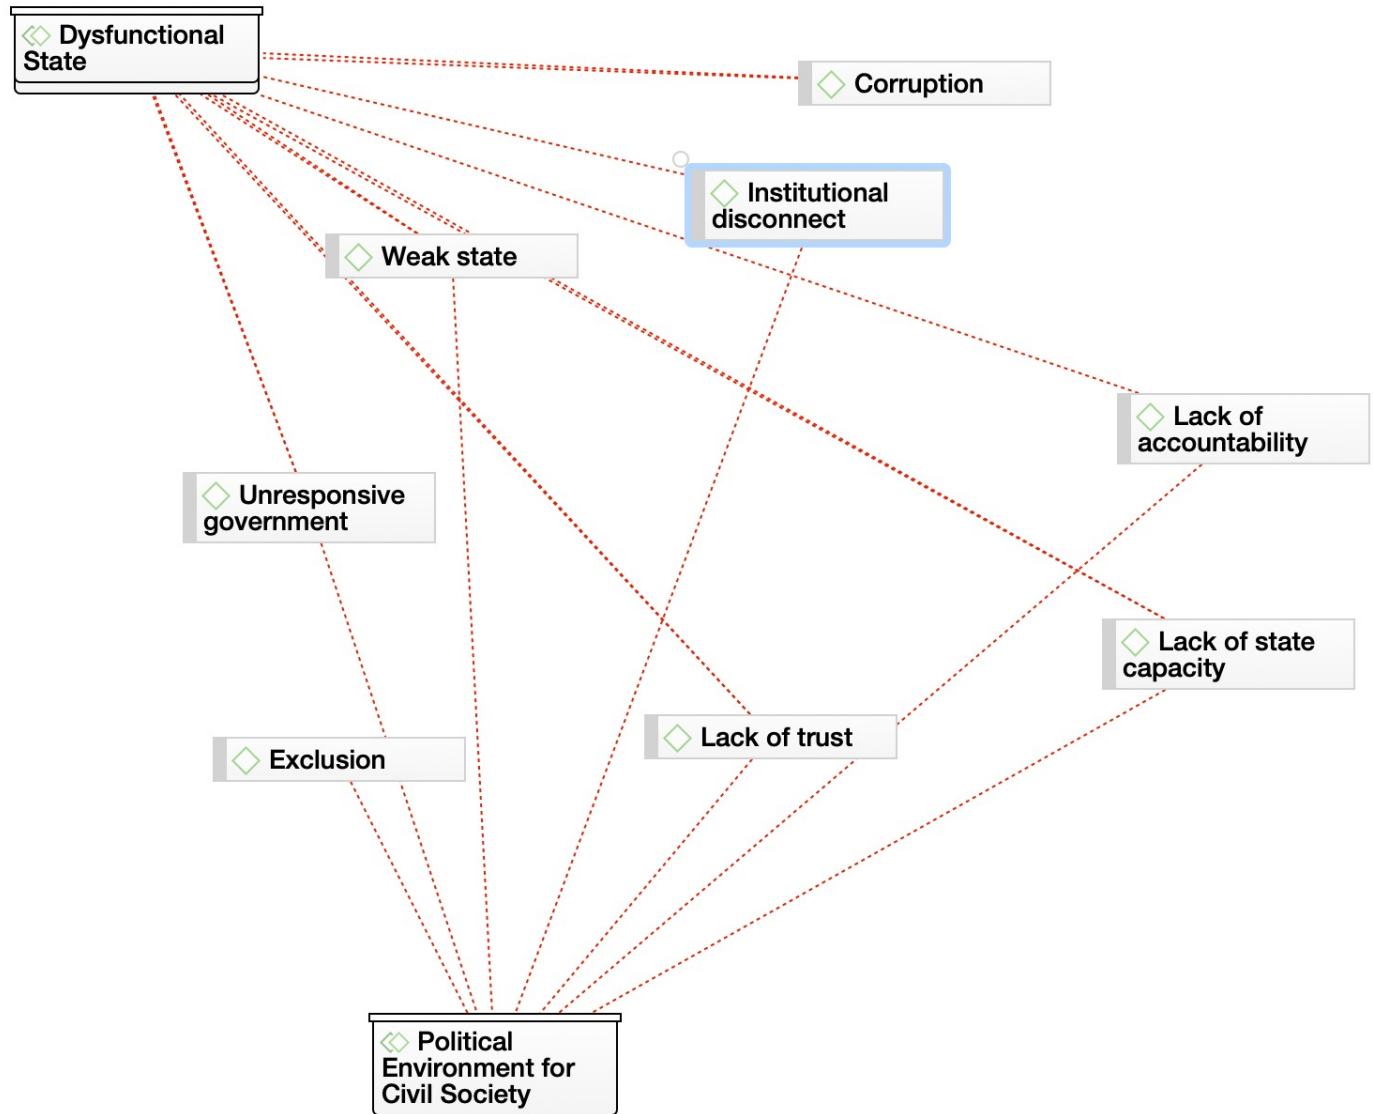 Dysfunctional
State
Corruption
Institutional
disconnect
Weak state
Lack of
accountability
Unresponsive
government
Lack of state
capacity
Lack of trust
Exclusion
Political
Environment for
Civil Society